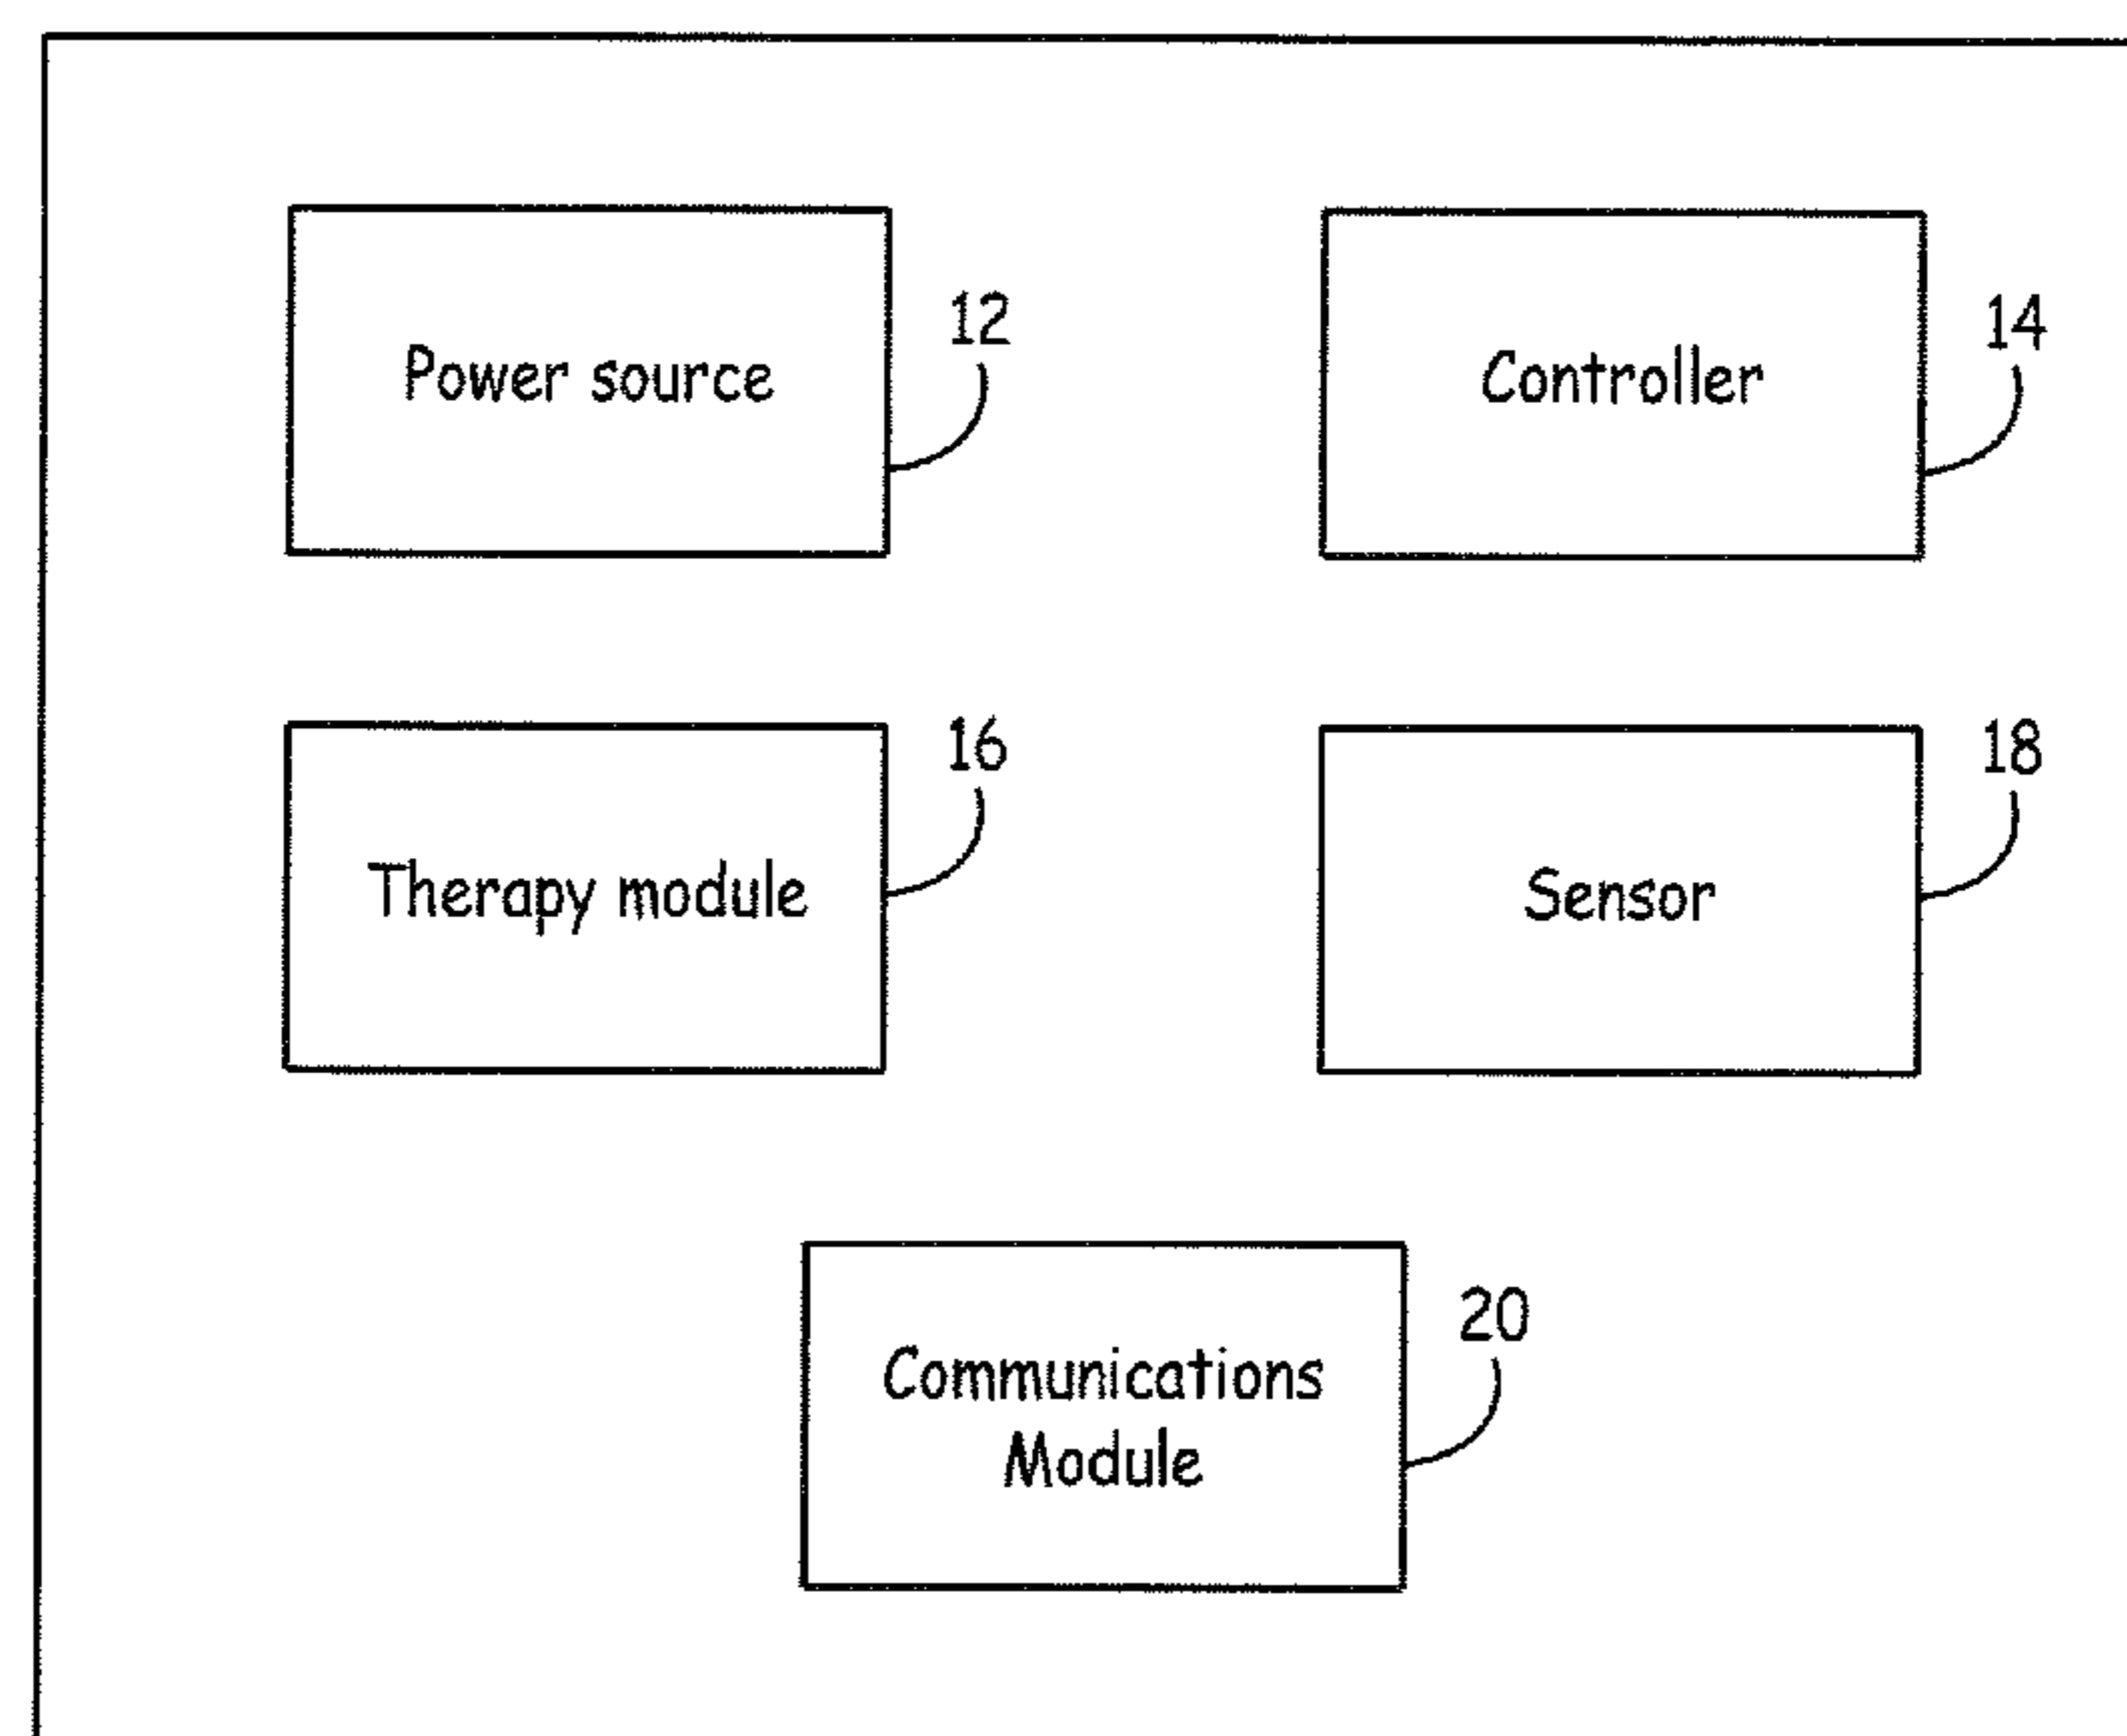 Power source
12
Controller
14
Therapy module
16
Sensor
18
Communications
Module
20